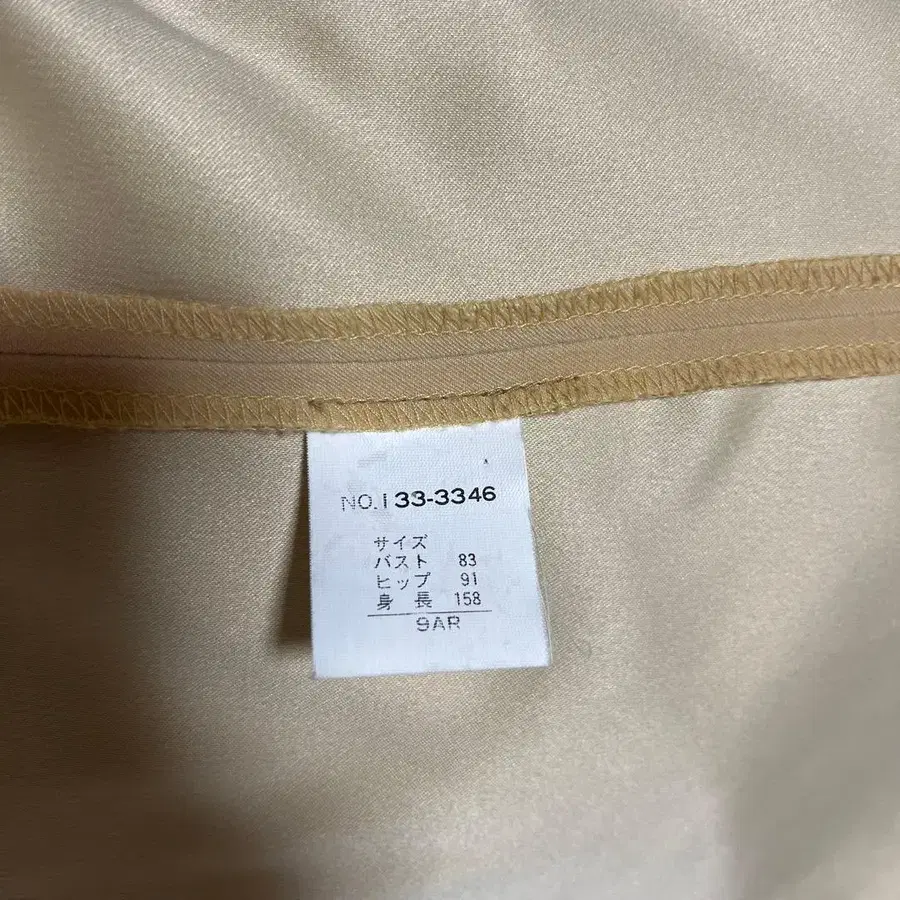 NO.133-3346
サイズ
バスト 83
ヒップ 91
身長 158
9AR